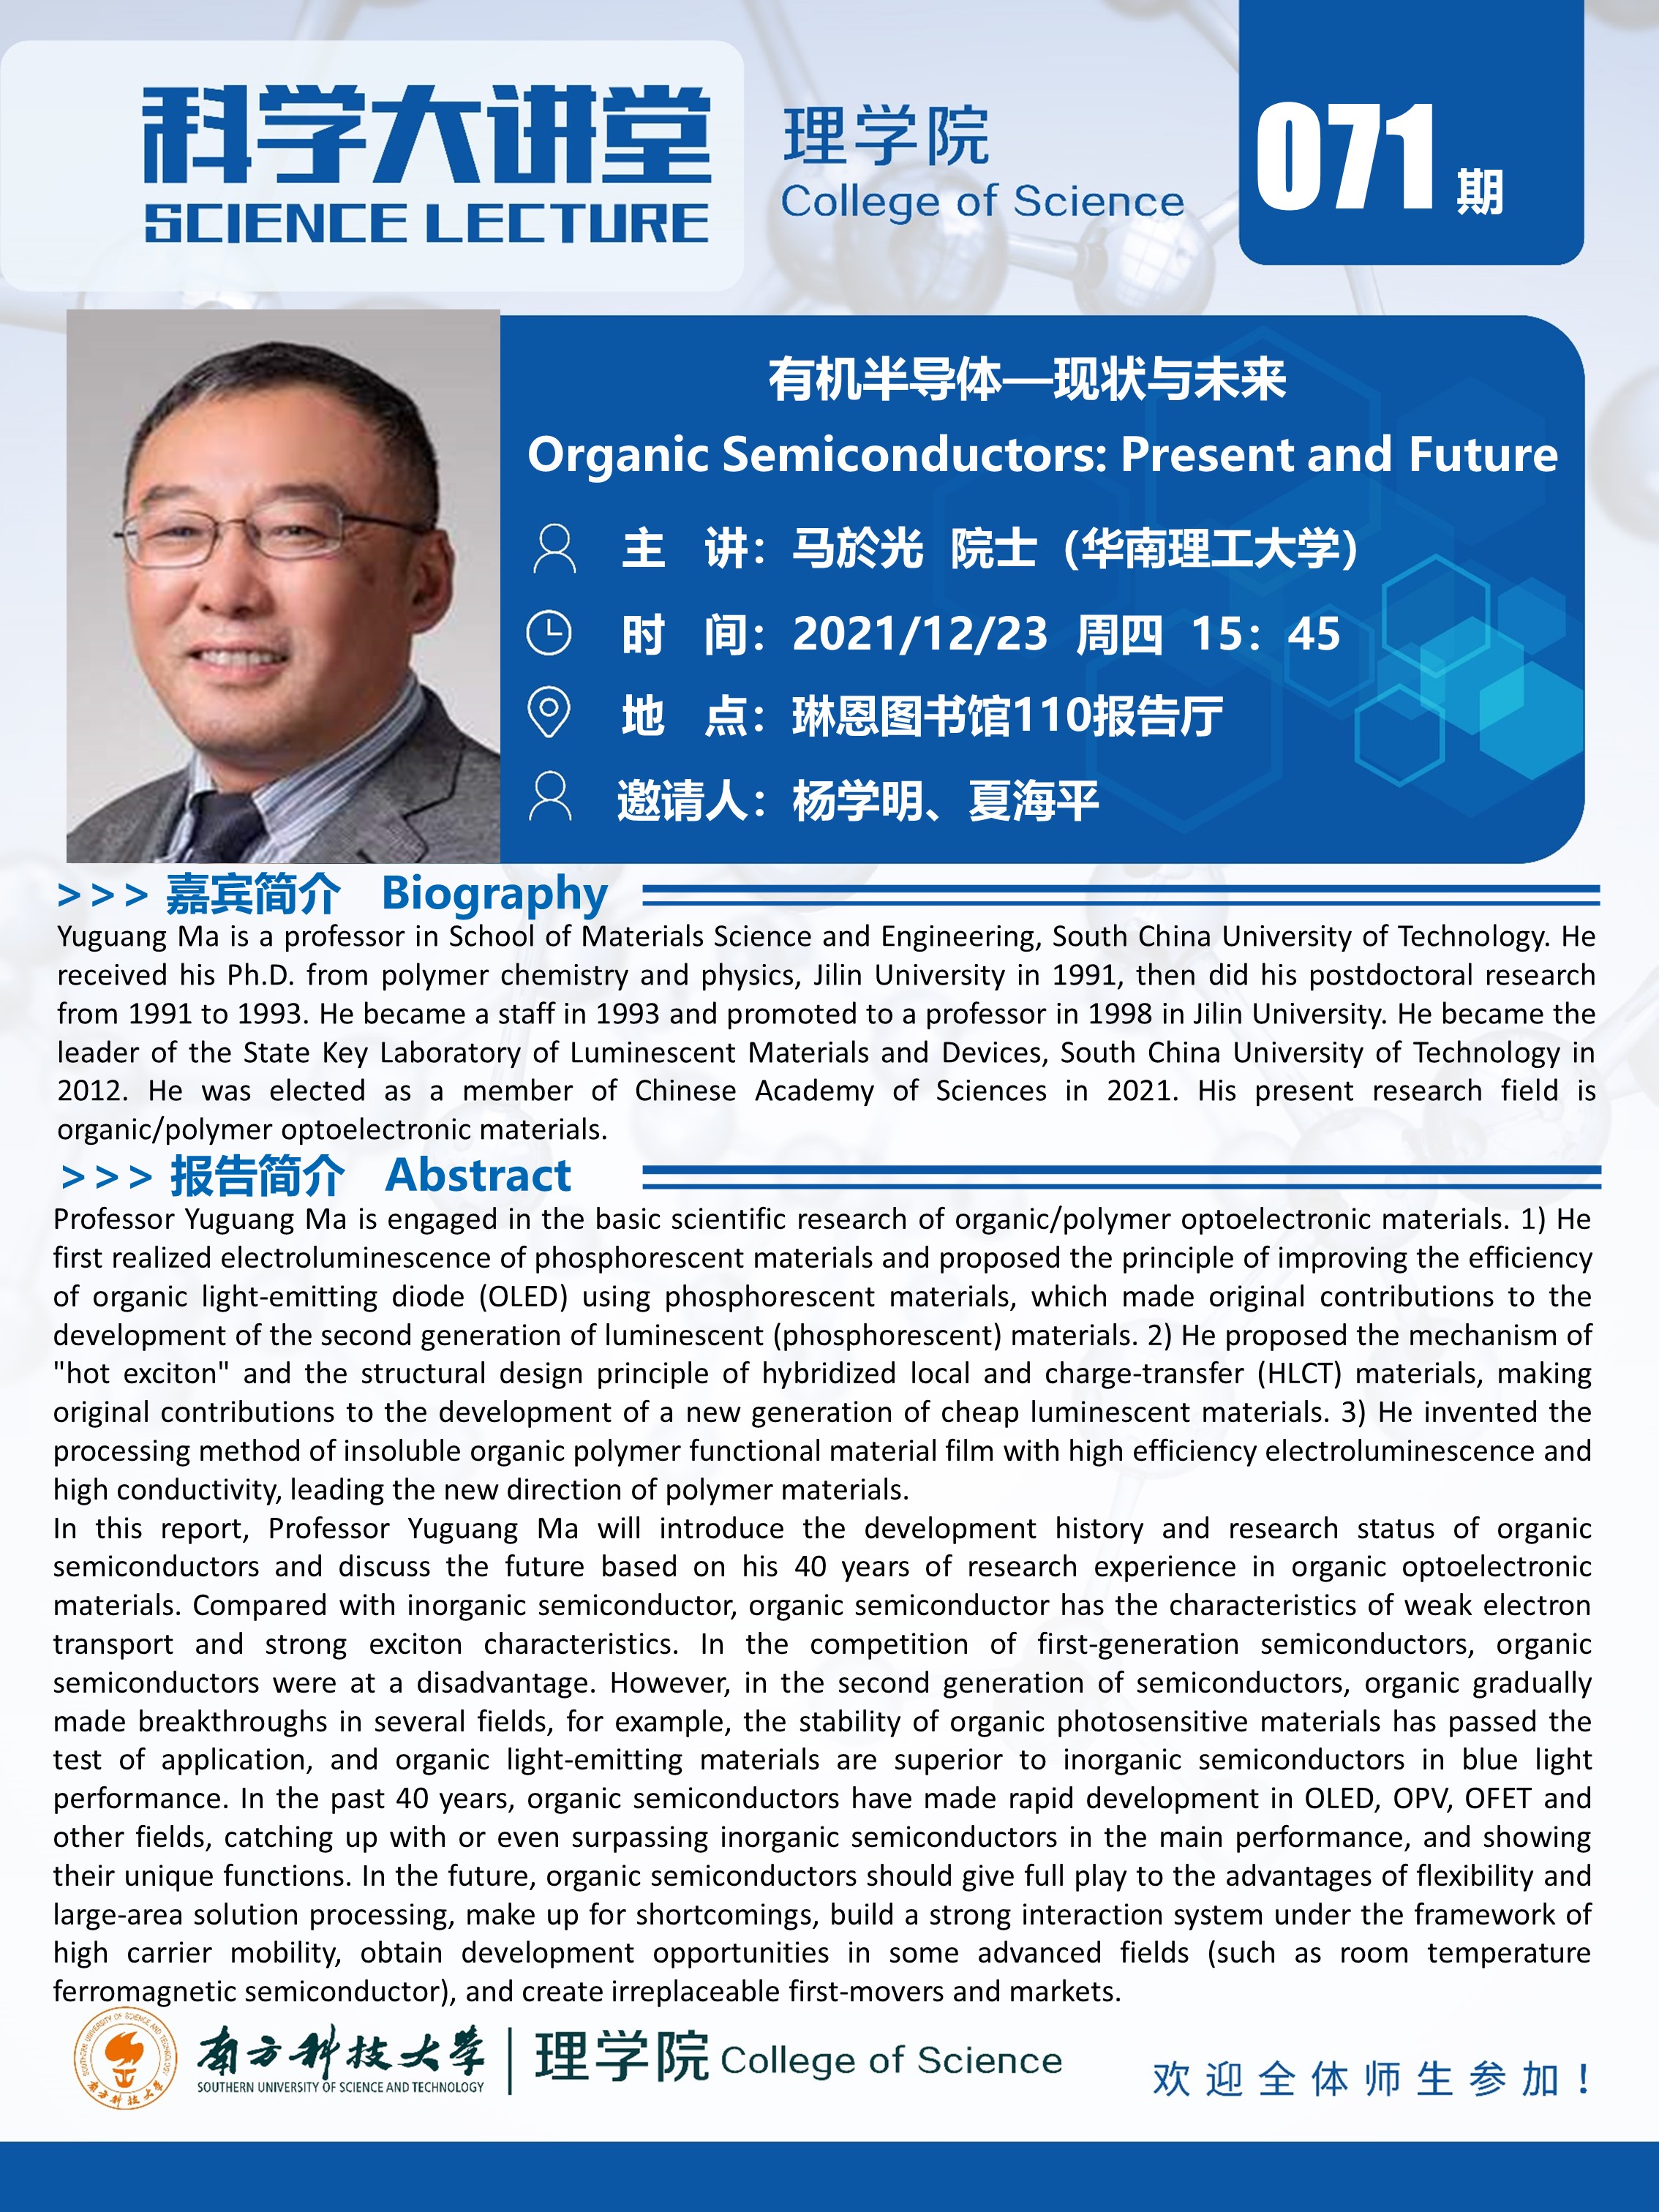 科学大讲堂
SCIENCE LECTURE
理学院
College of Science
071 期
有机半导体—现状与未来
Organic Semiconductors: Present and Future
主 讲：马於光 院士（华南理工大学）
时 间：2021/12/23 周四 15：45
地 点：琳恩图书馆110报告厅
邀请人：杨学明、夏海平
>>> 嘉宾简介 Biography
Yuguang Ma is a professor in School of Materials Science and Engineering, South China University of Technology. He
received his Ph.D. from polymer chemistry and physics, Jilin University in 1991, then did his postdoctoral research
from 1991 to 1993. He became a staff in 1993 and promoted to a professor in 1998 in Jilin University. He became the
leader of the State Key Laboratory of Luminescent Materials and Devices, South China University of Technology in
2012. He was elected as a member of Chinese Academy of Sciences in 2021. His present research field is
organic/polymer optoelectronic materials.
>>> 报告简介 Abstract
Professor Yuguang Ma is engaged in the basic scientific research of organic/polymer optoelectronic materials. 1) He
first realized electroluminescence of phosphorescent materials and proposed the principle of improving the efficiency
of organic light-emitting diode (OLED) using phosphorescent materials, which made original contributions to the
development of the second generation of luminescent (phosphorescent) materials. 2) He proposed the mechanism of
"hot exciton" and the structural design principle of hybridized local and charge-transfer (HLCT) materials, making
original contributions to the development of a new generation of cheap luminescent materials. 3) He invented the
processing method of insoluble organic polymer functional material film with high efficiency electroluminescence and
high conductivity, leading the new direction of polymer materials.
In this report, Professor Yuguang Ma will introduce the development history and research status of organic
semiconductors and discuss the future based on his 40 years of research experience in organic optoelectronic
materials. Compared with inorganic semiconductor, organic semiconductor has the characteristics of weak electron
transport and strong exciton characteristics. In the competition of first-generation semiconductors, organic
semiconductors were at a disadvantage. However, in the second generation of semiconductors, organic gradually
made breakthroughs in several fields, for example, the stability of organic photosensitive materials has passed the
test of application, and organic light-emitting materials are superior to inorganic semiconductors in blue light
performance. In the past 40 years, organic semiconductors have made rapid development in OLED, OPV, OFET and
other fields, catching up with or even surpassing inorganic semiconductors in the main performance, and showing
their unique functions. In the future, organic semiconductors should give full play to the advantages of flexibility and
large-area solution processing, make up for shortcomings, build a strong interaction system under the framework of
high carrier mobility, obtain development opportunities in some advanced fields (such as room temperature
ferromagnetic semiconductor), and create irreplaceable first-movers and markets.
南方科技大学
SOUTHERN UNIVERSITY OF SCIENCE AND TECHNOLOGY
理学院 College of Science
SOUTHERN UNIVERSITY OF SCIENCE AND TECHNOLOGY
南方科技大学
欢迎全体师生参加！